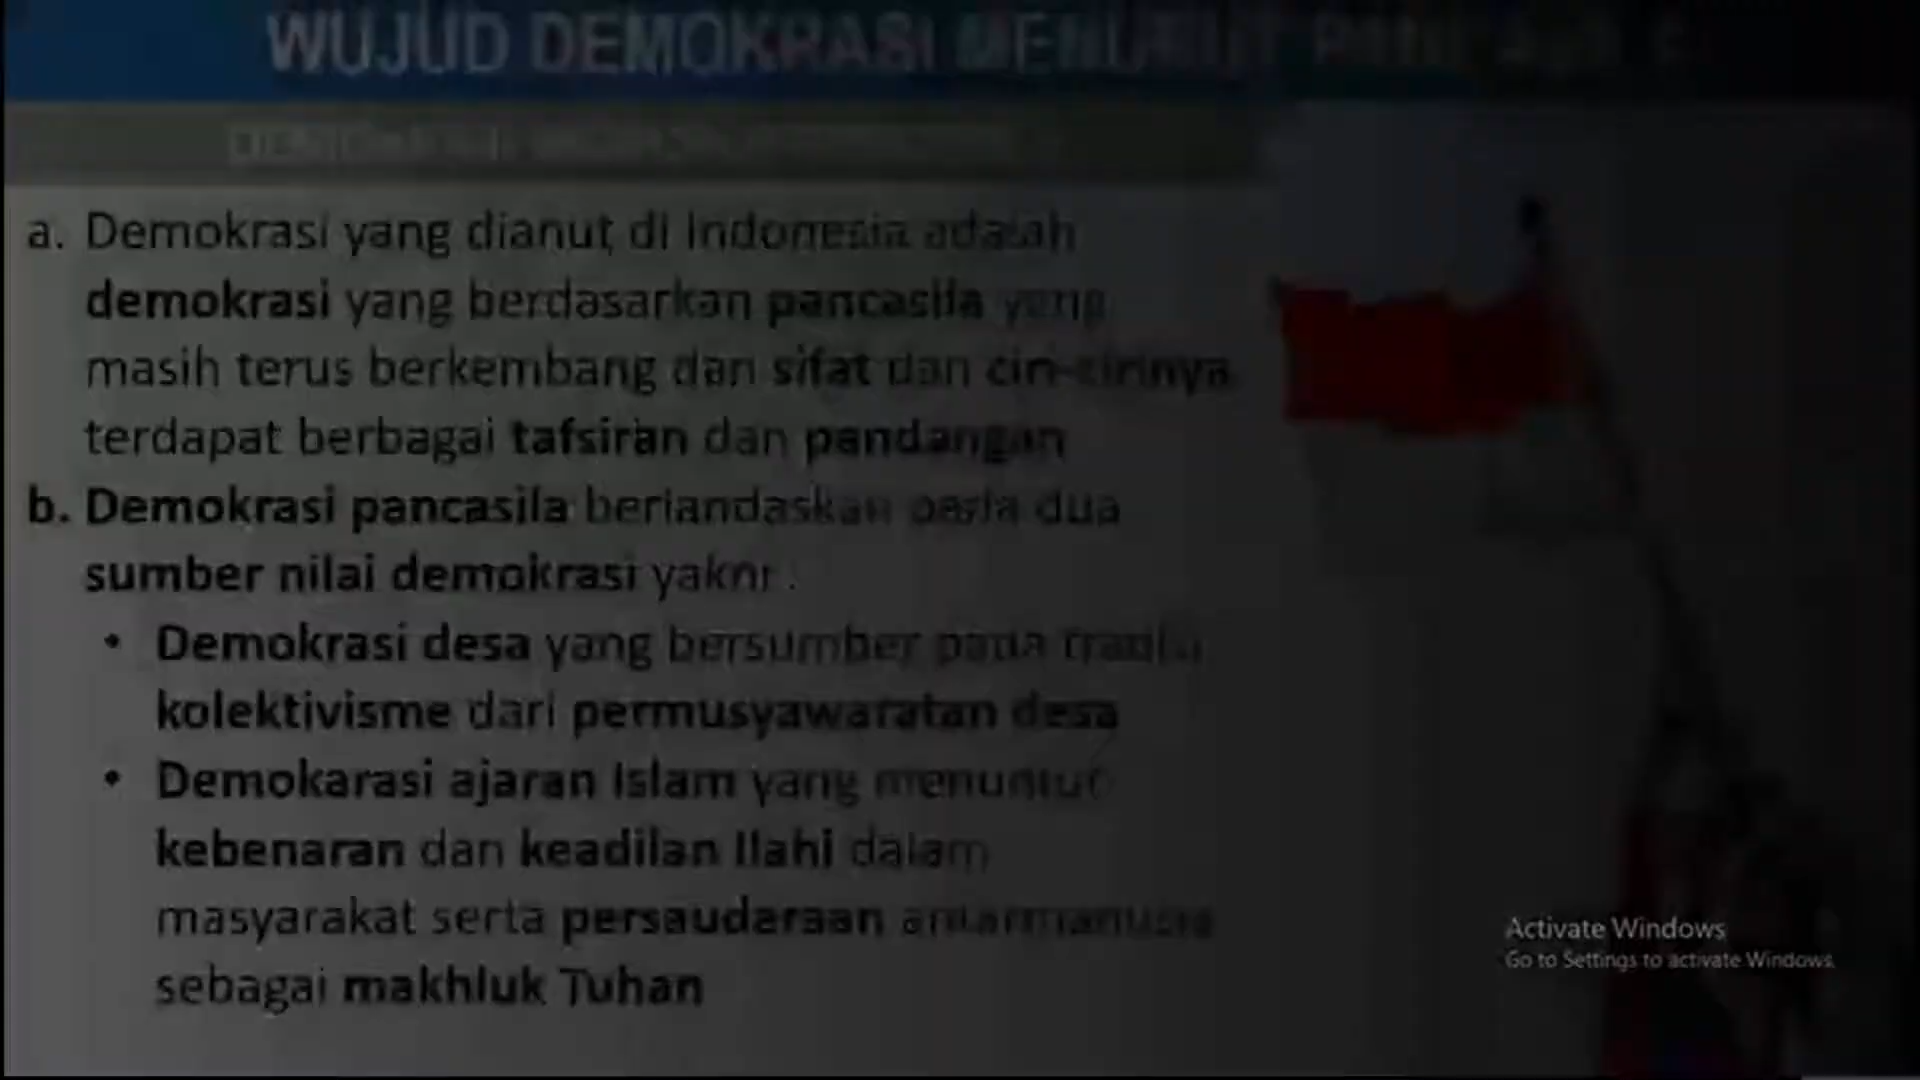 WUJUD DEMOKRASI MENURUT
a. Demokrasi yang dianut di Indonesia adalah
demokrasi yang berdasarkan pancasila yang
masih terus berkembang dan sifat dan ciri-cirinya
terdapat berbagai tafsiran dan pandangan
b. Demokrasi pancasila berlandaskan pada dua
sumber nilai demokrasi yakni :
• Demokrasi desa yang bersumber pada
kolektivisme dari permusyawaratan desa
• Demokarasi ajaran Islam yang menuntut
kebenaran dan keadilan Ilahi dalam
masyarakat serta persaudaraan antarmanusia
sebagai makhluk Tuhan
Activate Windows
Go to Settings to activate Windows.